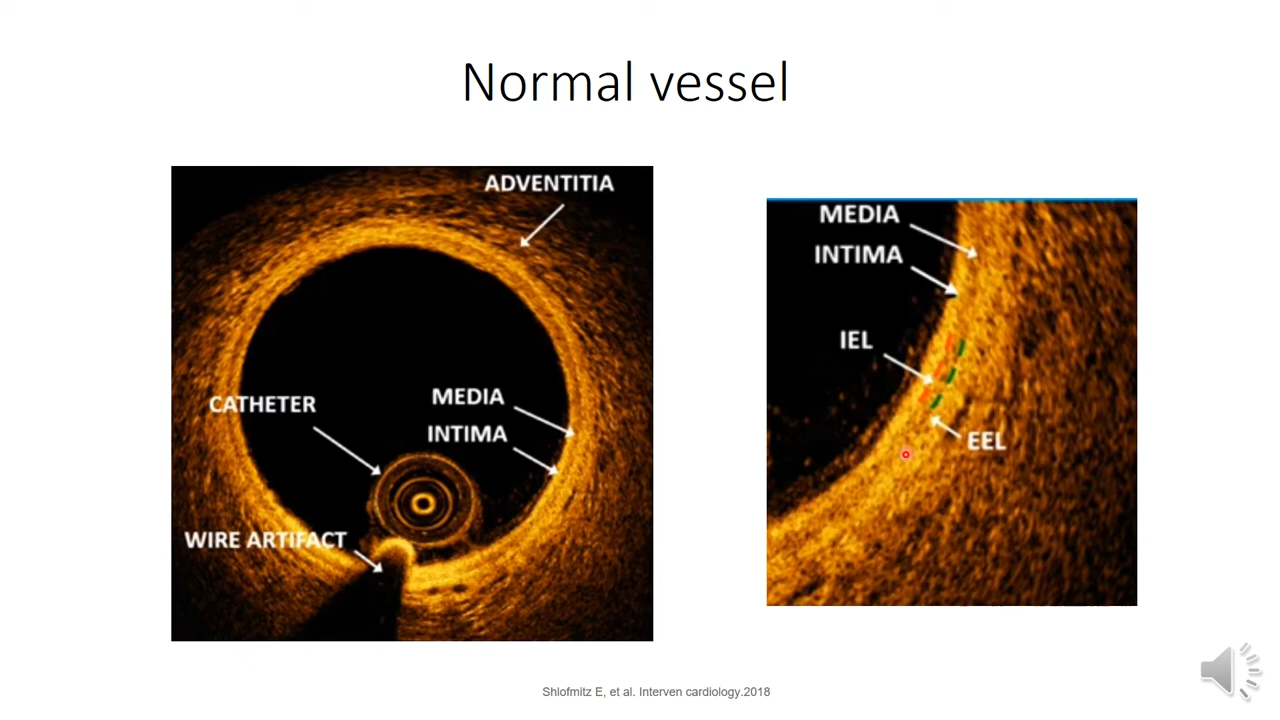 Normal vessel
ADVENTITIA
CATHETER
MEDIA
INTIMA
WIRE ARTIFACT
MEDIA
INTIMA
IEL
EEL
Shlofmitz E, et al. Interven cardiology.2018